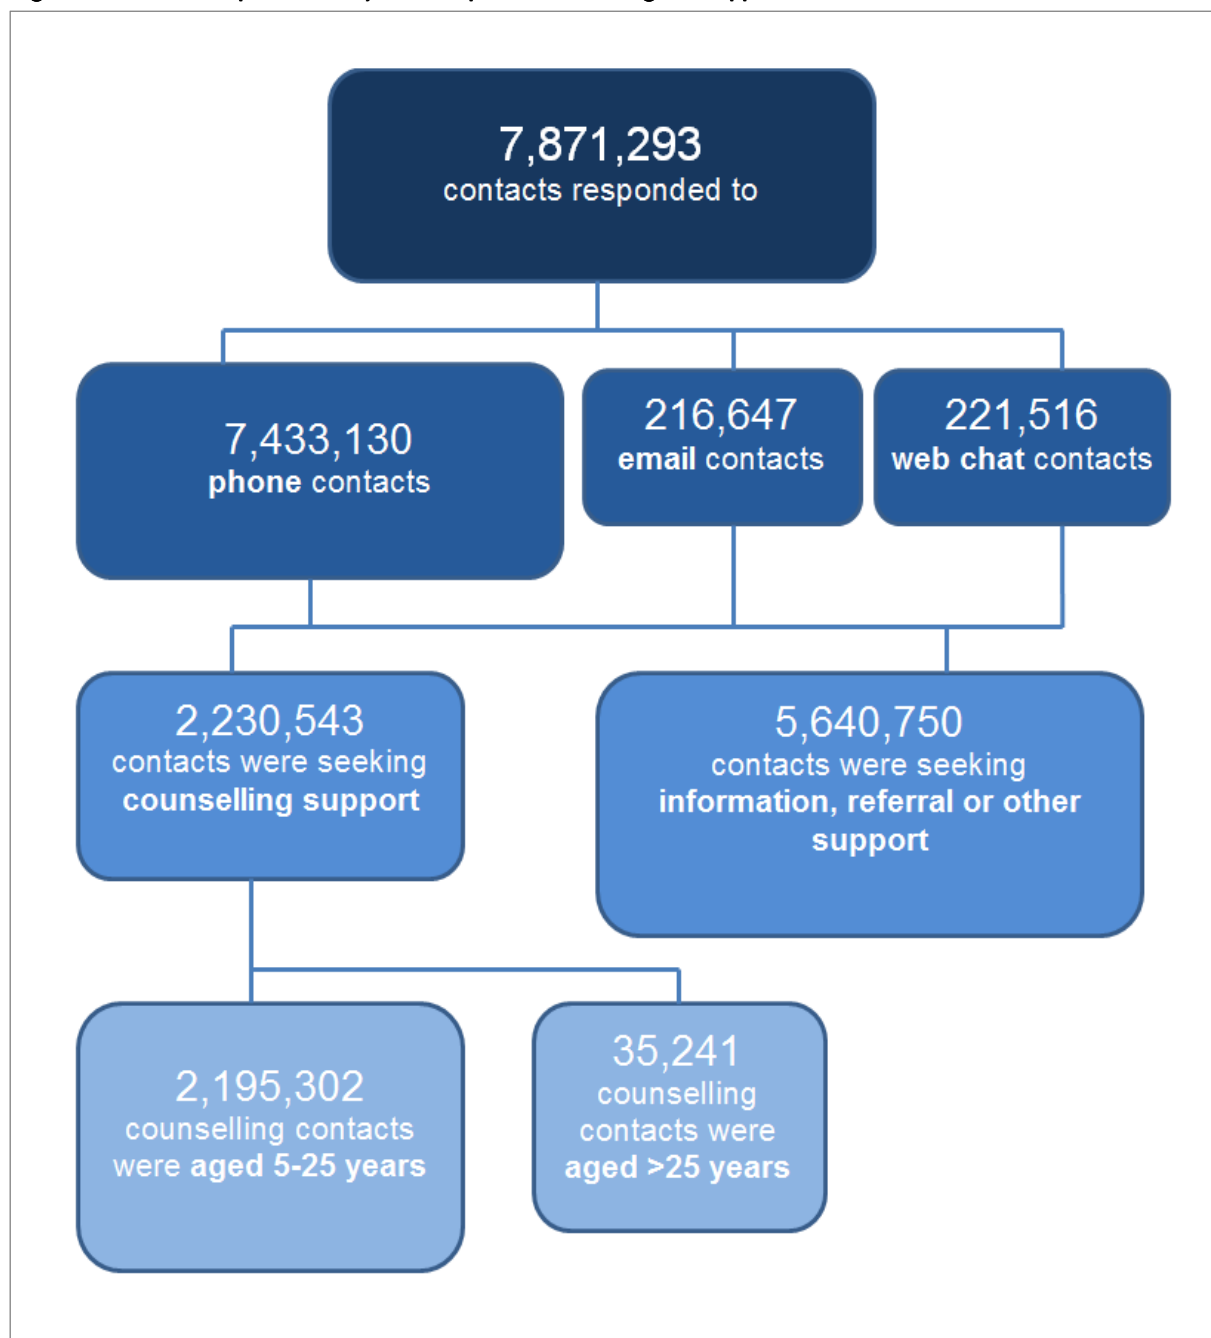 7,871,293
contacts responded to
7,433,130
phone contacts
216,647
email contacts
221,516
web chat contacts
2,230,543
contacts were seeking
counselling support
5,640,750
contacts were seeking
information, referral or other
support
2,195,302
counselling contacts
were aged 5-25 years
35,241
counselling
contacts were
aged >25 years